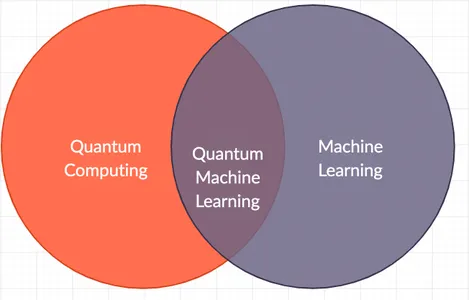 Quantum
Computing
Quantum
Machine
Learning
Machine
Learning